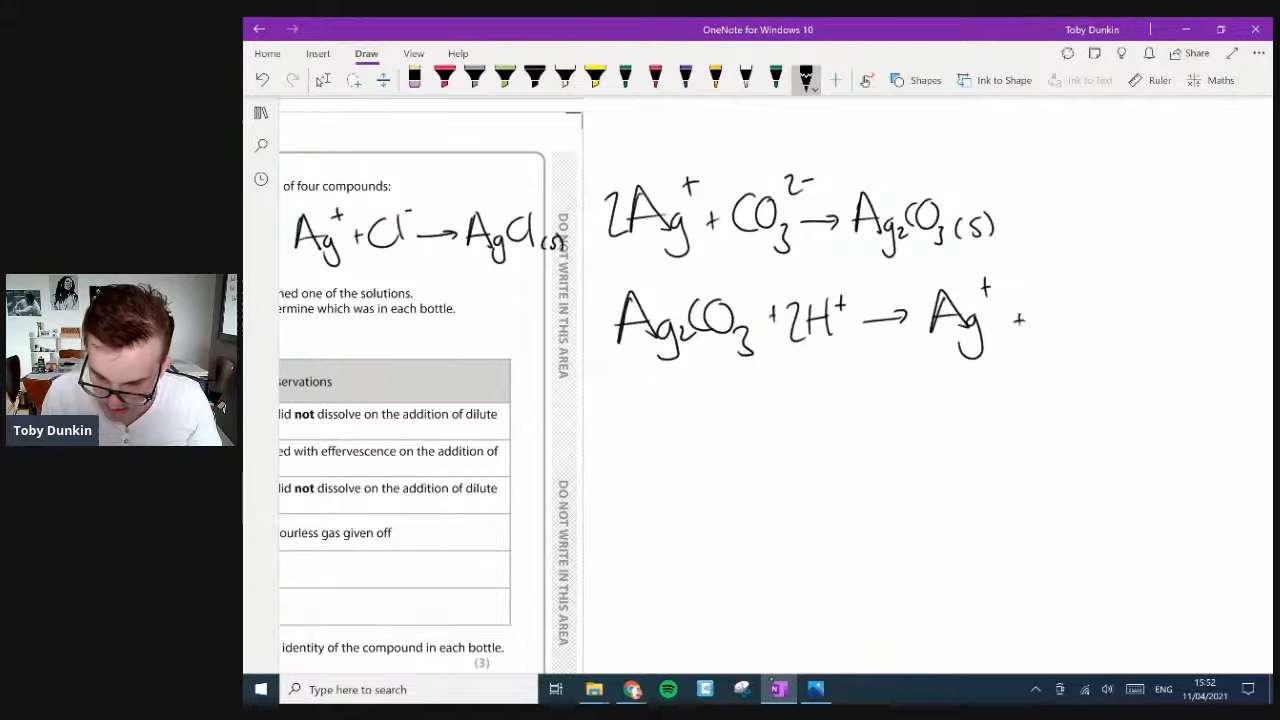 OneNote for Windows 10
Toby Dunkin
Home Insert Draw View Help
Share
Shapes Ink to Shape Ink to Text Ruler Maths
of four compounds:
Ag⁺ + Cl⁻ → AgCl(s)
ned one of the solutions.
ermine which was in each bottle.
servations
did not dissolve on the addition of dilute
ed with effervescence on the addition of
did not dissolve on the addition of dilute
ourless gas given off
identity of the compound in each bottle.
(3)
DO NOT WRITE IN THIS AREA
DO NOT WRITE IN THIS AREA
2Ag⁺ + CO₃²⁻ → Ag₂CO₃(s)
Ag₂CO₃ + 2H⁺ → Ag⁺ +
Toby Dunkin
Type here to search
ENG
15:52
11/04/2021